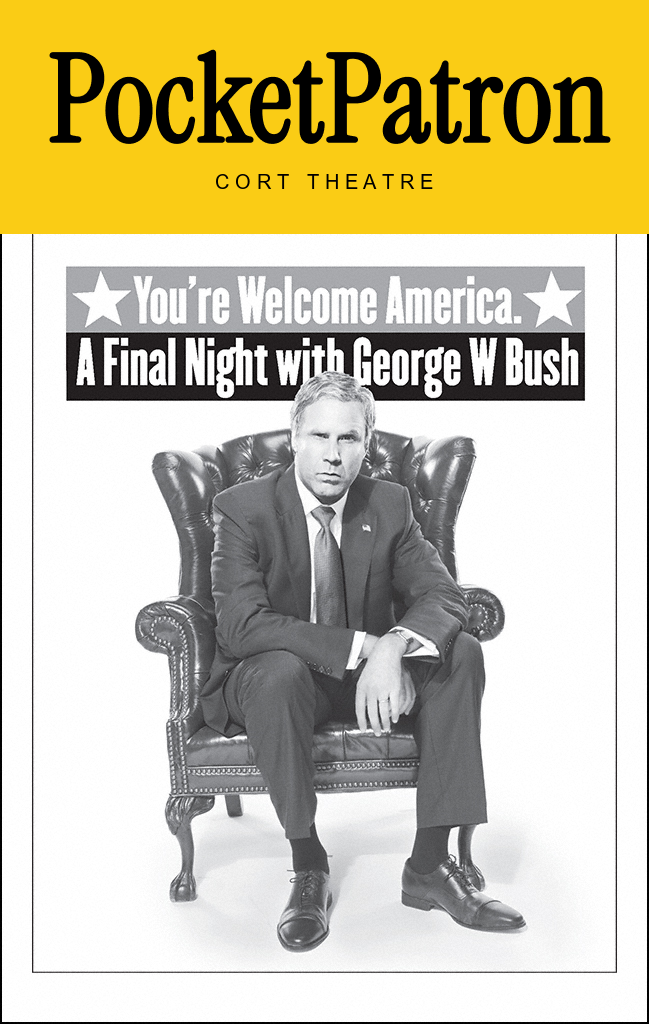 PocketPatron
CORT THEATRE
You're Welcome America.
A Final Night with George W Bush